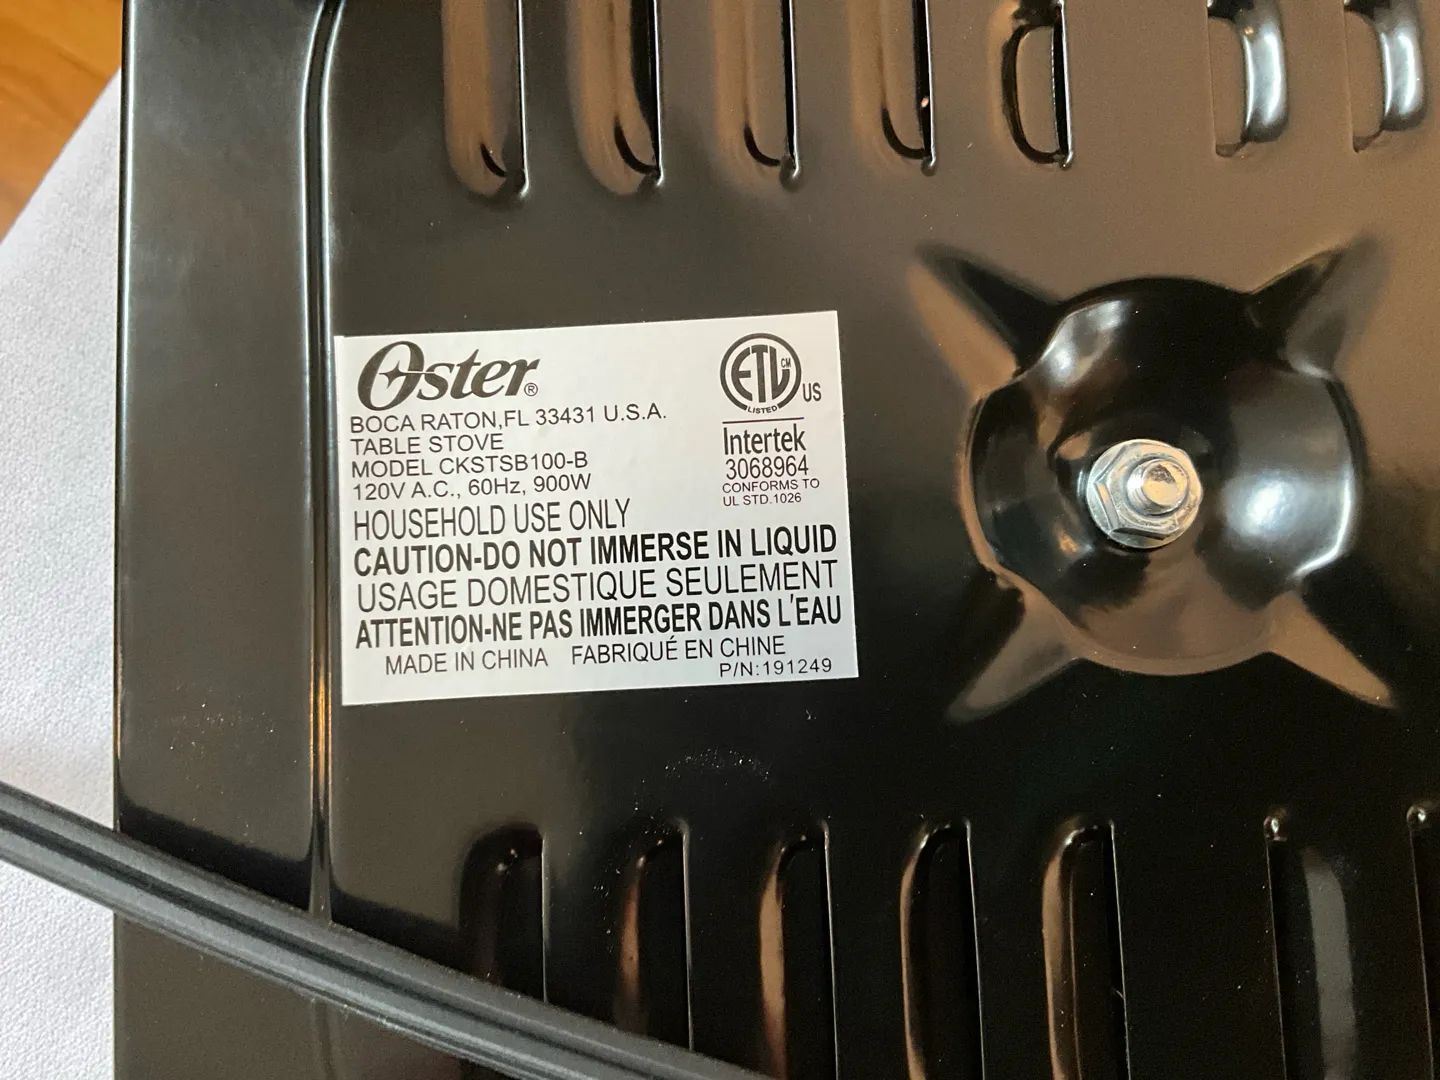 Oster®
BOCA RATON,FL 33431 U.S.A.
TABLE STOVE
MODEL CKSTSB100-B
120V A.C., 60Hz, 900W
ETL CM
LISTED
US
Intertek
3068964
CONFORMS TO
UL STD.1026
HOUSEHOLD USE ONLY
CAUTION-DO NOT IMMERSE IN LIQUID
USAGE DOMESTIQUE SEULEMENT
ATTENTION-NE PAS IMMERGER DANS L'EAU
MADE IN CHINA FABRIQUÉ EN CHINE
P/N:191249